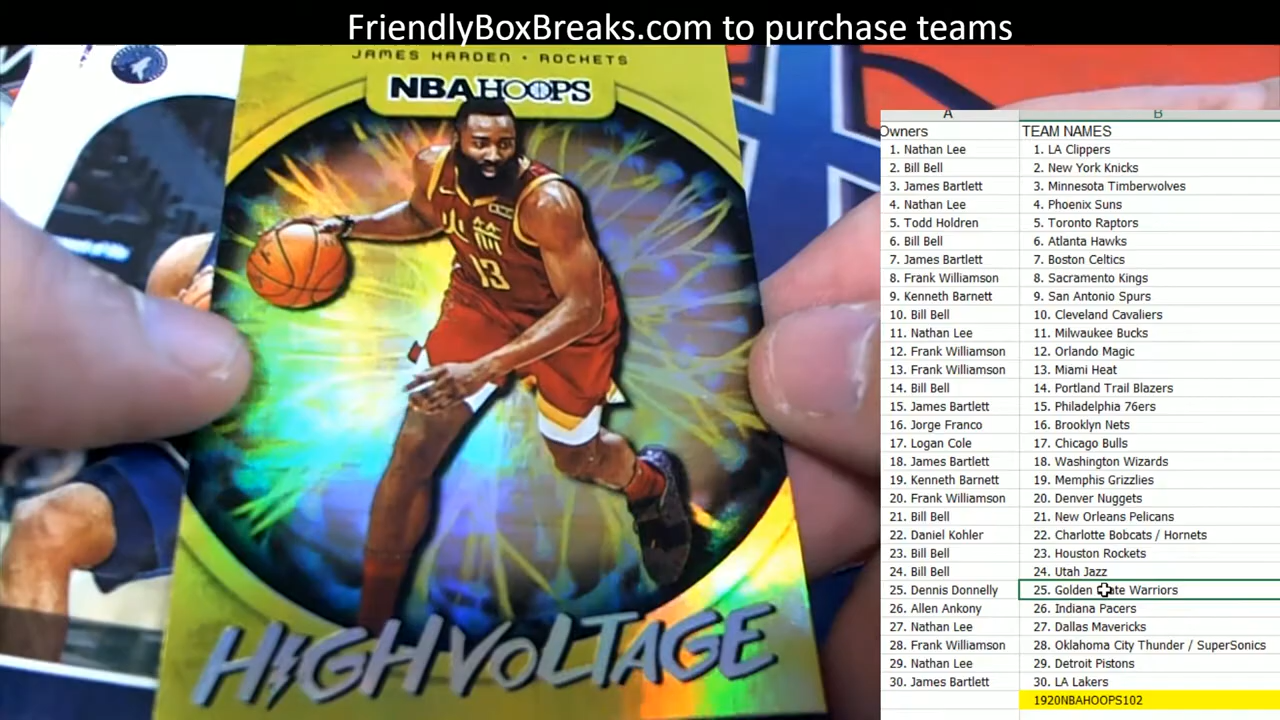 FriendlyBoxBreaks.com to purchase teams
JAMES HARDEN • ROCKETS
NBA HOOPS
13
HIGH VOLTAGE
A B
Owners TEAM NAMES
1. Nathan Lee 1. LA Clippers
2. Bill Bell 2. New York Knicks
3. James Bartlett 3. Minnesota Timberwolves
4. Nathan Lee 4. Phoenix Suns
5. Todd Holdren 5. Toronto Raptors
6. Bill Bell 6. Atlanta Hawks
7. James Bartlett 7. Boston Celtics
8. Frank Williamson 8. Sacramento Kings
9. Kenneth Barnett 9. San Antonio Spurs
10. Bill Bell 10. Cleveland Cavaliers
11. Nathan Lee 11. Milwaukee Bucks
12. Frank Williamson 12. Orlando Magic
13. Frank Williamson 13. Miami Heat
14. Bill Bell 14. Portland Trail Blazers
15. James Bartlett 15. Philadelphia 76ers
16. Jorge Franco 16. Brooklyn Nets
17. Logan Cole 17. Chicago Bulls
18. James Bartlett 18. Washington Wizards
19. Kenneth Barnett 19. Memphis Grizzlies
20. Frank Williamson 20. Denver Nuggets
21. Bill Bell 21. New Orleans Pelicans
22. Daniel Kohler 22. Charlotte Bobcats / Hornets
23. Bill Bell 23. Houston Rockets
24. Bill Bell 24. Utah Jazz
25. Dennis Donnelly 25. Golden State Warriors
26. Allen Ankony 26. Indiana Pacers
27. Nathan Lee 27. Dallas Mavericks
28. Frank Williamson 28. Oklahoma City Thunder / SuperSonics
29. Nathan Lee 29. Detroit Pistons
30. James Bartlett 30. LA Lakers
1920NBAHOOPS102